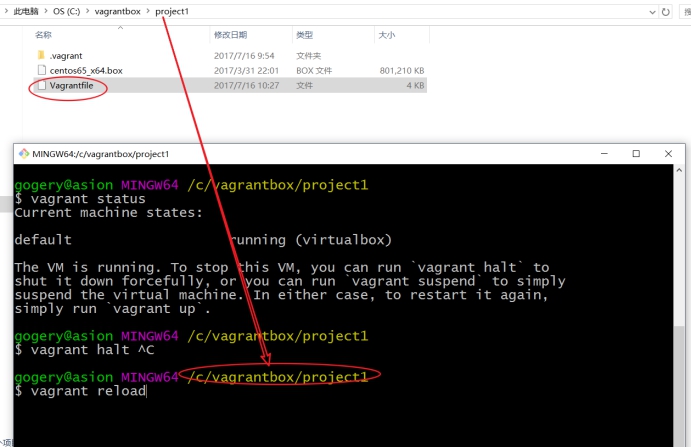 此电脑 > OS (C:) > vagrantbox > project1
名称 修改日期 类型 大小
.vagrant 2017/7/16 9:54 文件夹
centos65_x64.box 2017/3/31 22:01 BOX 文件 801,210 KB
Vagrantfile 2017/7/16 10:27 文件 4 KB
MINGW64:/c/vagrantbox/project1
gogery@asion MINGW64 /c/vagrantbox/project1
$ vagrant status
Current machine states:
default running (virtualbox)
The VM is running. To stop this VM, you can run `vagrant halt` to
shut it down forcefully, or you can run `vagrant suspend` to simply
suspend the virtual machine. In either case, to restart it again,
simply run `vagrant up`.
gogery@asion MINGW64 /c/vagrantbox/project1
$ vagrant halt ^C
gogery@asion MINGW64 /c/vagrantbox/project1
$ vagrant reload